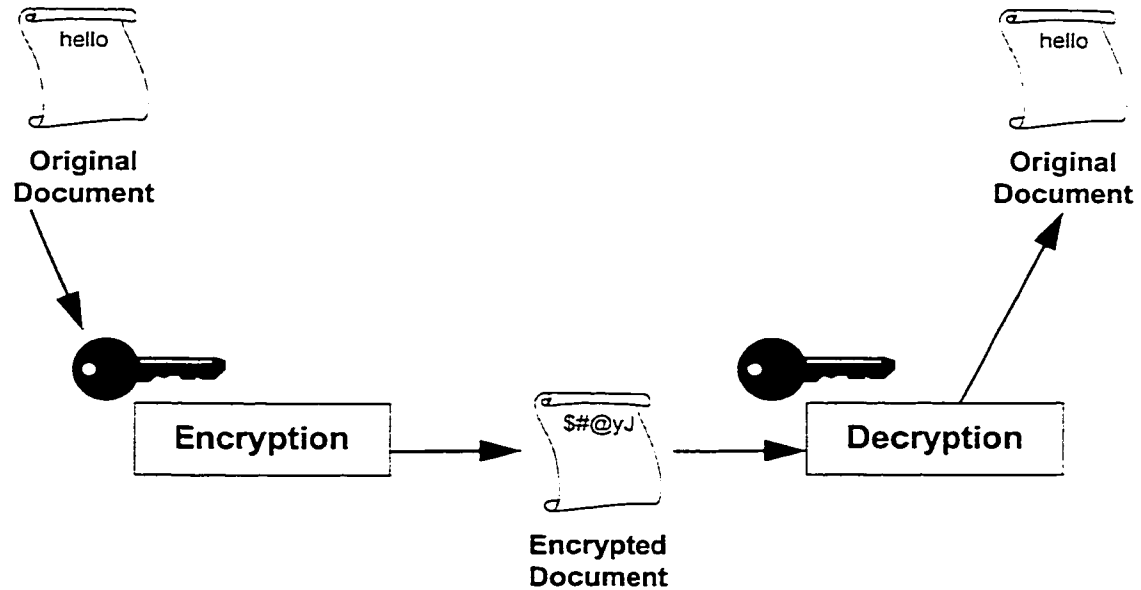 hello
Original
Document
hello
Original
Document
Encryption
$#@yJ
Encrypted
Document
Decryption